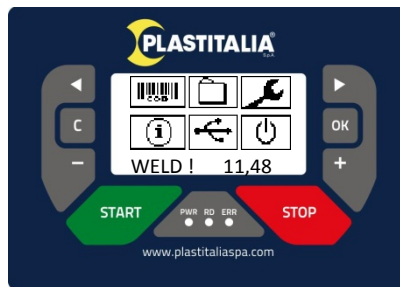 PLASTITALIA
SpA
COD
C
OK
WELD ! 11,48
START
PWR RD ERR
STOP
www.plastitaliaspa.com